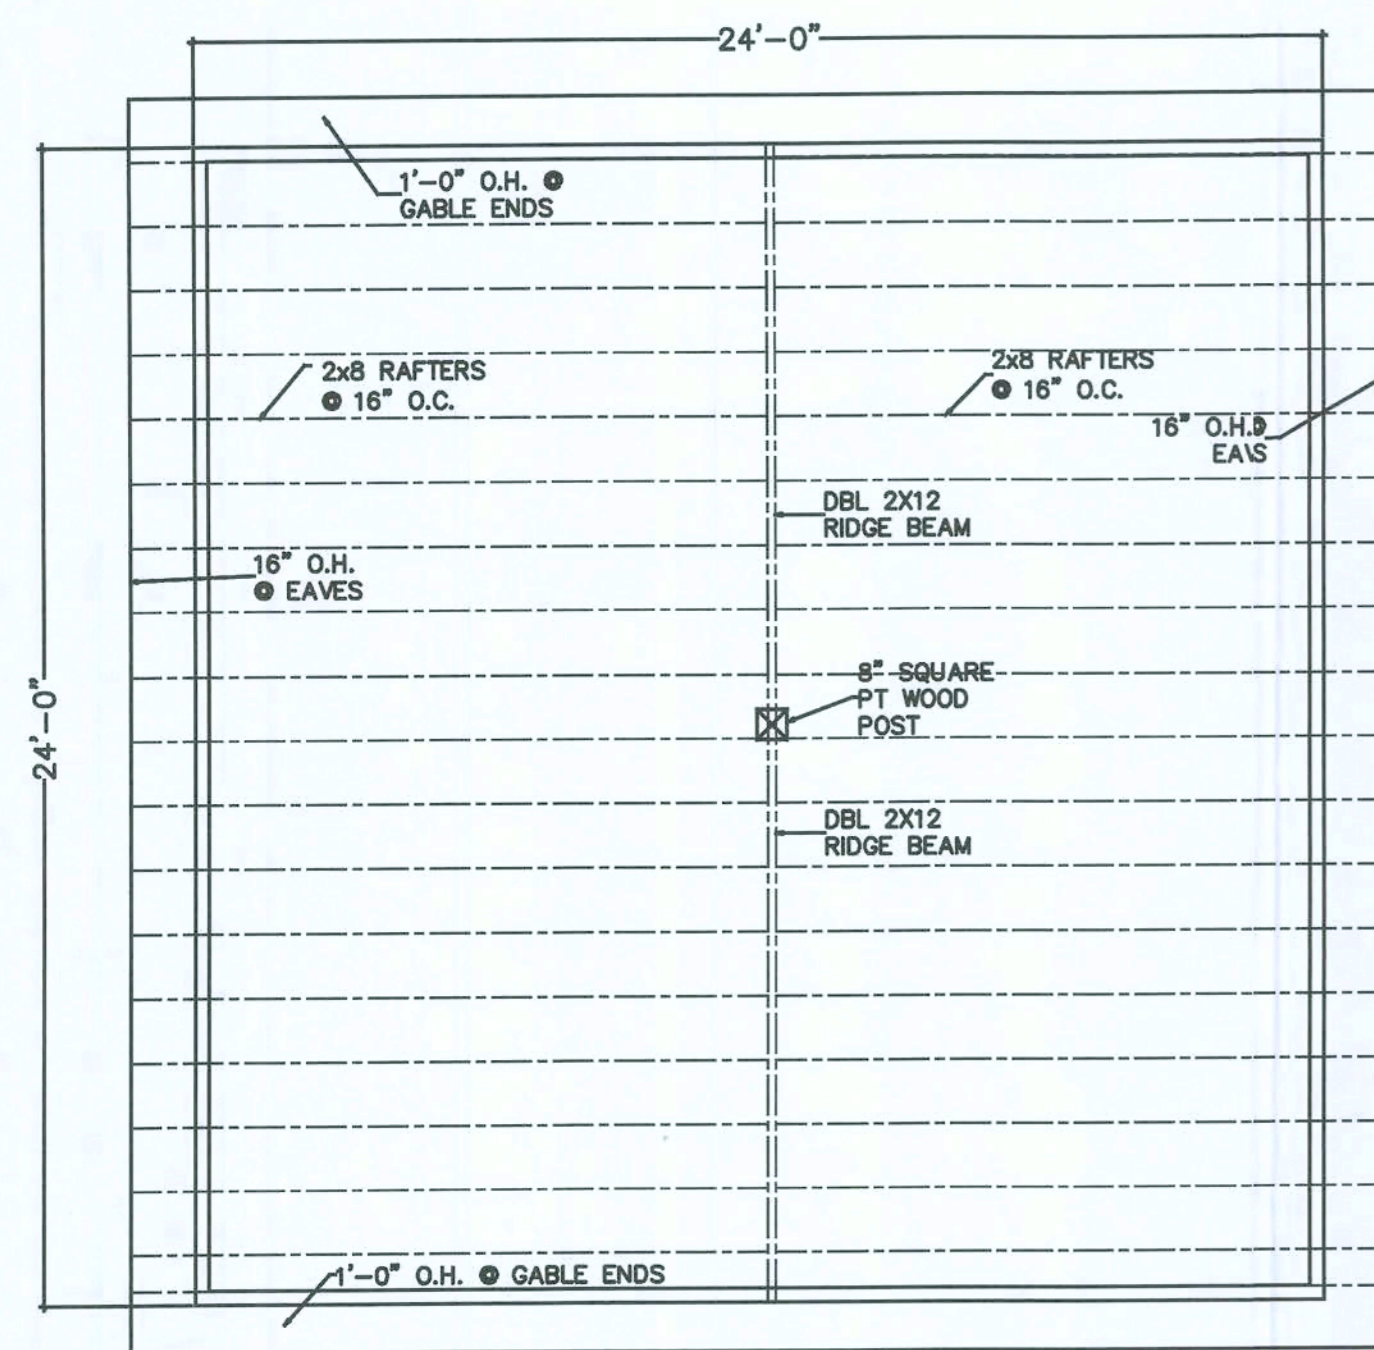 24'-0"
1'-0" O.H. @
GABLE ENDS
2x8 RAFTERS
@ 16" O.C.
2x8 RAFTERS
@ 16" O.C.
16" O.H.@
DBL 2X12
RIDGE BEAM
16" O.H.
@ EAVES
8" SQUARE
PT WOOD
POST
24'-0"
DBL 2X12
RIDGE BEAM
1'-0" O.H. @ GABLE ENDS